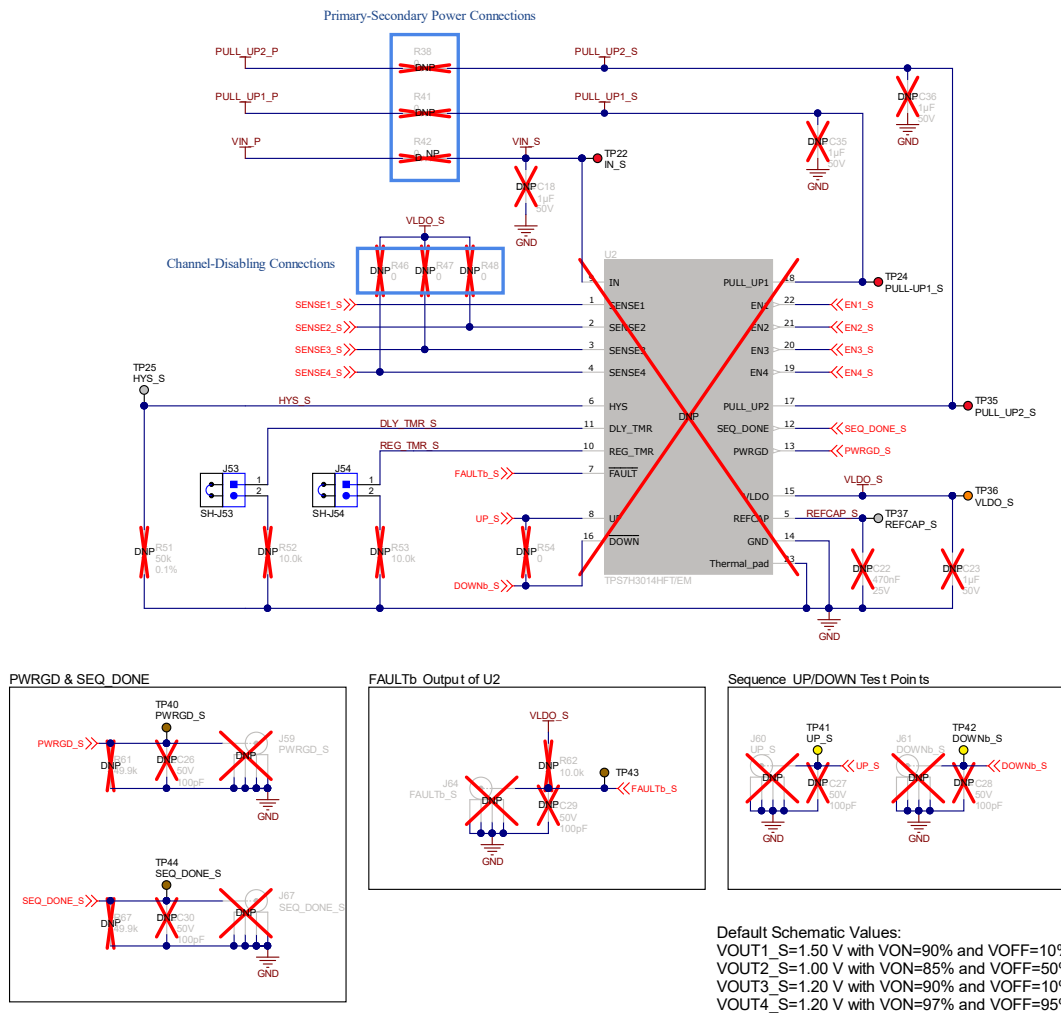 Primary-Secondary Power Connections
PULL_UP2_P
R38
0
DNP
PULL_UP2_S
PULL_UP1_P
R41
0
DNP
PULL_UP1_S
DNP
C36
1µF
50V
GND
VIN_P
R42
0
DNP
VIN_S
TP22
IN_S
DNP
C35
1µF
50V
GND
DNP
C18
1µF
50V
GND
VLDO_S
Channel-Disabling Connections
DNP
R46
0
DNP
R47
0
DNP
R48
0
U2
9
IN
PULL_UP1
18
TP24
PULL-UP1_S
SENSE1_S
1
SENSE1
EN1
22
EN1_S
SENSE2_S
2
SENSE2
EN2
21
EN2_S
SENSE3_S
3
SENSE3
EN3
20
EN3_S
SENSE4_S
4
SENSE4
EN4
19
EN4_S
TP25
HYS_S
HYS_S
6
HYS
PULL_UP2
17
TP35
PULL_UP2_S
DNP
DLY_TMR_S
11
DLY_TMR
SEQ_DONE
12
SEQ_DONE_S
REG_TMR_S
10
REG_TMR
PWRGD
13
PWRGD_S
FAULTb_S
7
FAULT
J53
1
2
SH-J53
J54
1
2
SH-J54
VLDO_S
VLDO
15
TP36
VLDO_S
UP_S
8
UP
REFCAP
5
REFCAP_S
TP37
REFCAP_S
16
DOWN
GND
14
Thermal_pad
23
DOWNb_S
TPS7H3014HFT/EM
DNP
R51
50k
0.1%
DNP
R52
10.0k
DNP
R53
10.0k
DNP
R54
0
DNP
C22
470nF
25V
DNP
C23
1µF
50V
GND
PWRGD & SEQ_DONE
TP40
PWRGD_S
PWRGD_S
DNP
R61
49.9k
DNP
C26
50V
100pF
DNP
J59
PWRGD_S
GND
TP44
SEQ_DONE_S
SEQ_DONE_S
DNP
R67
49.9k
DNP
C30
50V
100pF
DNP
J67
SEQ_DONE_S
GND
FAULTb Output of U2
VLDO_S
DNP
R62
10.0k
TP43
FAULTb_S
J64
FAULTb_S
DNP
DNP
C29
50V
100pF
GND
Sequence UP/DOWN Test Points
J60
UP_S
DNP
TP41
UP_S
UP_S
DNP
C27
50V
100pF
GND
J61
DOWNb_S
DNP
TP42
DOWNb_S
DOWNb_S
DNP
C28
50V
100pF
GND
Default Schematic Values:
VOUT1_S=1.50 V with VON=90% and VOFF=10%
VOUT2_S=1.00 V with VON=85% and VOFF=50%
VOUT3_S=1.20 V with VON=90% and VOFF=10%
VOUT4_S=1.20 V with VON=97% and VOFF=95%